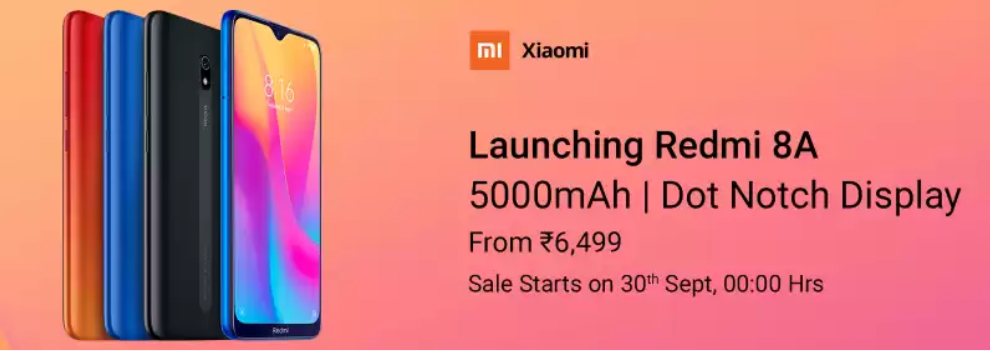 mi Xiaomi
Launching Redmi 8A
5000mAh | Dot Notch Display
From ₹6,499
Sale Starts on 30th Sept, 00:00 Hrs
8:16
Redmi